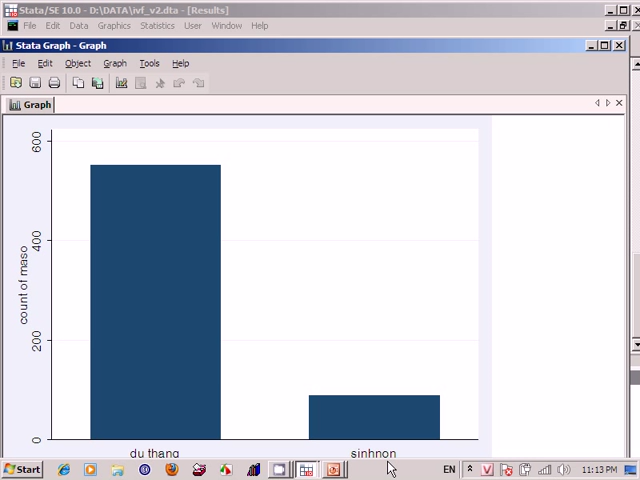 Stata/SE 10.0 - D:\DATA\ivf_v2.dta - [Results]
File Edit Data Graphics Statistics User Window Help
Stata Graph - Graph
File Edit Object Graph Tools Help
Graph
600
400
200
0
count of maso
du thang
sinhnon
Start
EN
11:13 PM